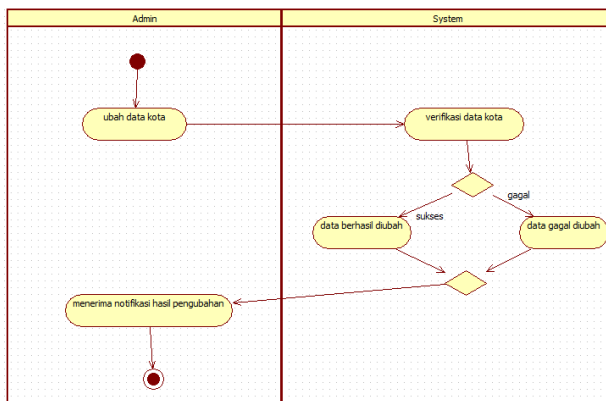 Admin
System
ubah data kota
verifikasi data kota
gagal
sukses
data berhasil diubah
data gagal diubah
menerima notifikasi hasil pengubahan